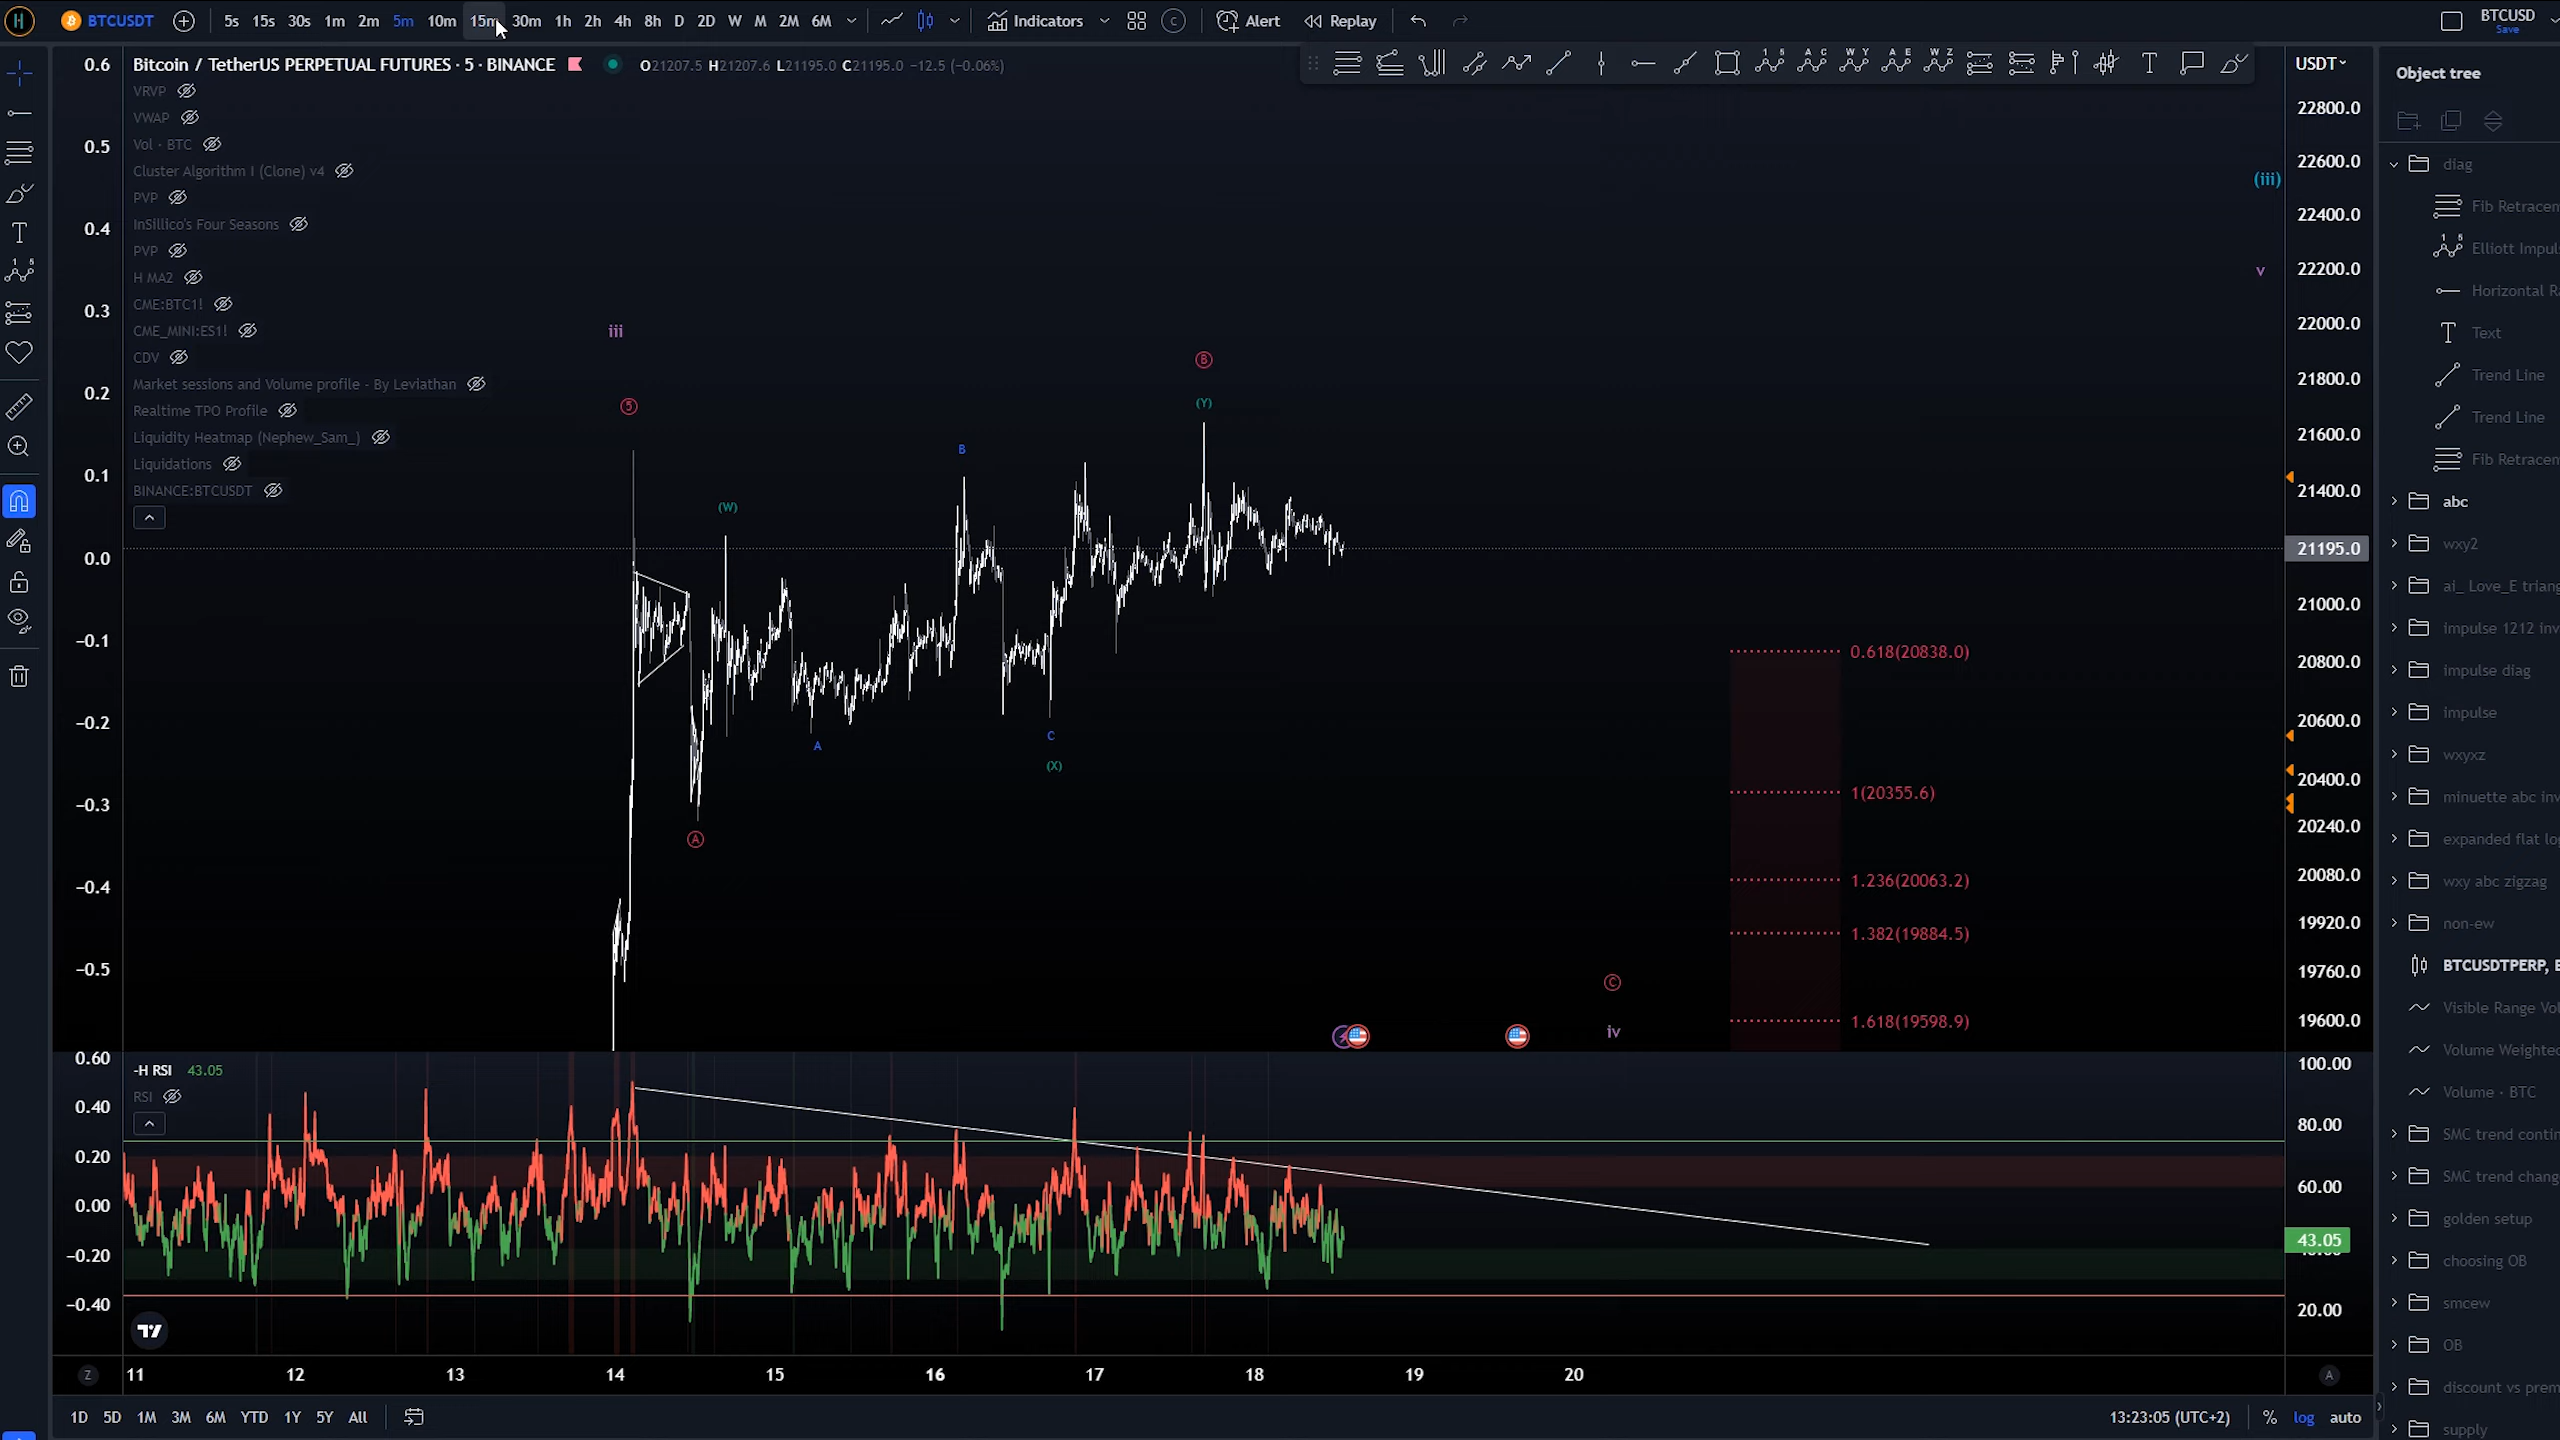 H BTCUSDT 5s 15s 30s 1m 2m 5m 10m 15m 30m 1h 2h 4h 8h D 2D W M 2M 6M Indicators C Alert Replay BTCUSD
Save
0.6 Bitcoin / TetherUS PERPETUAL FUTURES · 5 · BINANCE O21207.5 H21207.6 L21195.0 C21195.0 −12.5 (−0.06%) USDT
Object tree
VRVP
22800.0
VWAP
0.5 Vol · BTC
22600.0 diag
Cluster Algorithm I (Clone) v4
(iii)
PVP
Fib Retracem
0.4 InSillico's Four Seasons 22400.0
PVP
Elliott Impul
H MA2 22200.0 v
Horizontal Ra
0.3 CME:BTC1!
CME_MINI:ES1! iii 22000.0 Text
CDV B
Market sessions and Volume profile - By Leviathan 21800.0 Trend Line
0.2
Realtime TPO Profile 5 (Y) Trend Line
Liquidity Heatmap (Nephew_Sam_) B 21600.0
Liquidations Fib Retracem
0.1
BINANCE:BTCUSDT 21400.0
(W) abc
0.0 21195.0 wxy2
ai_ Love_E triang
21000.0
impulse 1212 inv
−0.1
0.618(20838.0) 20800.0
impulse diag
−0.2 20600.0 impulse
C
A
(X) wxyxz
20400.0
−0.3 1(20355.6) minuette abc inv
20240.0
A expanded flat lo
−0.4 1.236(20063.2) 20080.0 wxy abc zigzag
19920.0 non-ew
1.382(19884.5)
−0.5 19760.0 BTCUSDTPERP, B
C
Visible Range Vol
iv 1.618(19598.9) 19600.0
0.60 -H RSI 43.05 100.00 Volume Weighted
RSI
0.40 Volume · BTC
80.00 SMC trend contin
0.20
60.00 SMC trend chang
0.00
golden setup
−0.20 43.05
choosing OB
−0.40 20.00 smcew
OB
Z 11 12 13 14 15 16 17 18 19 20 A
discount vs prem
1D 5D 1M 3M 6M YTD 1Y 5Y All 13:23:05 (UTC+2) % log auto
supply